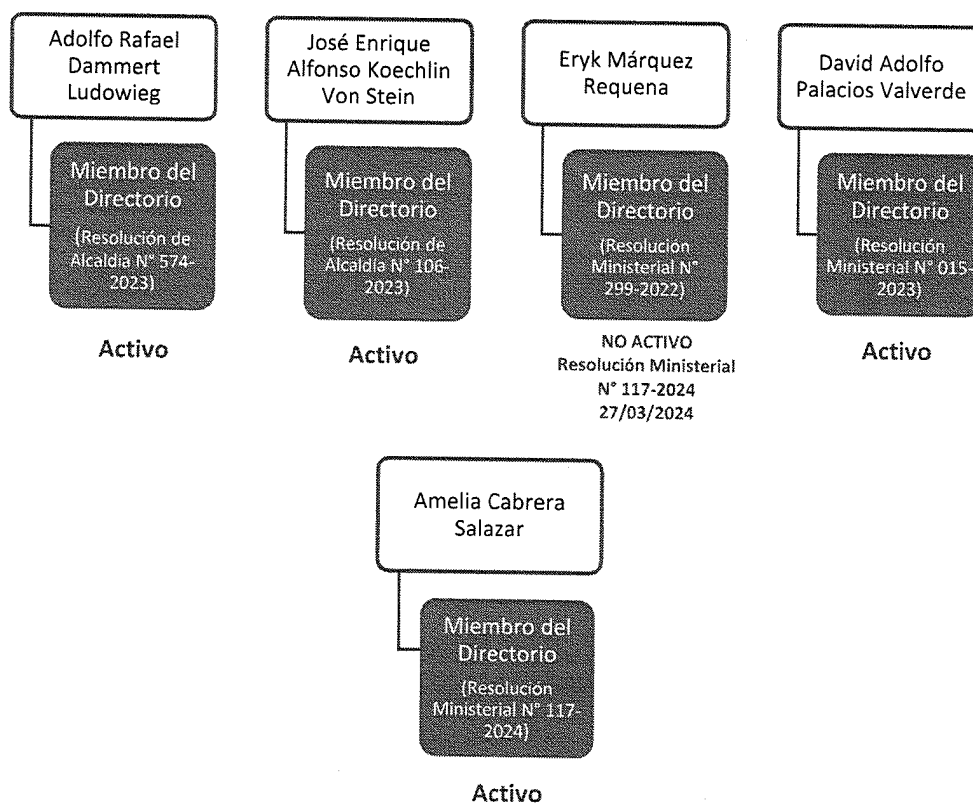 Adolfo Rafael
Dammert
Ludowieg
Miembro del
Directorio
(Resolución de
Alcaldía N° 574-
2023)
Activo
José Enrique
Alfonso Koechlin
Von Stein
Miembro del
Directorio
(Resolución de
Alcaldía N° 106-
2023)
Activo
Eryk Márquez
Requena
Miembro del
Directorio
(Resolución
Ministerial N°
299-2022)
NO ACTIVO
Resolución Ministerial
N° 117-2024
27/03/2024
David Adolfo
Palacios Valverde
Miembro del
Directorio
(Resolución
Ministerial N° 015-
2023)
Activo
Amelia Cabrera
Salazar
Miembro del
Directorio
(Resolución
Ministerial N° 117-
2024)
Activo